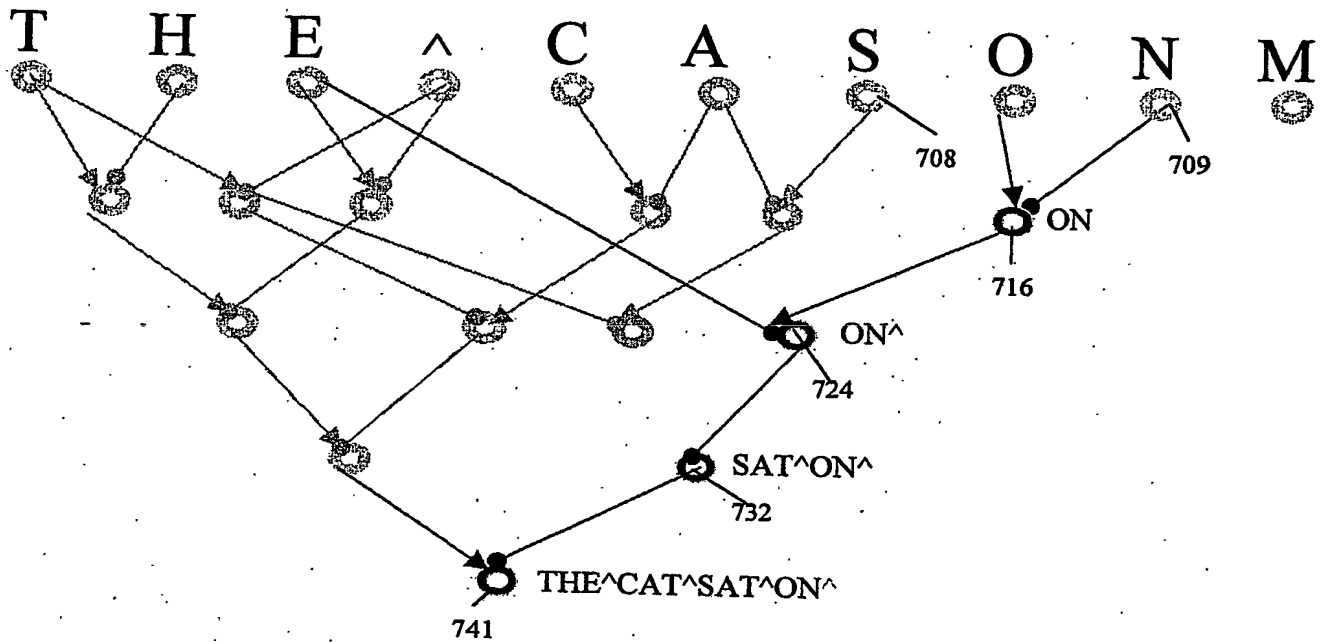 T H E ^ C A S O N M
708
709
ON
716
ON^
724
SAT^ON^
732
THE^CAT^SAT^ON^
741